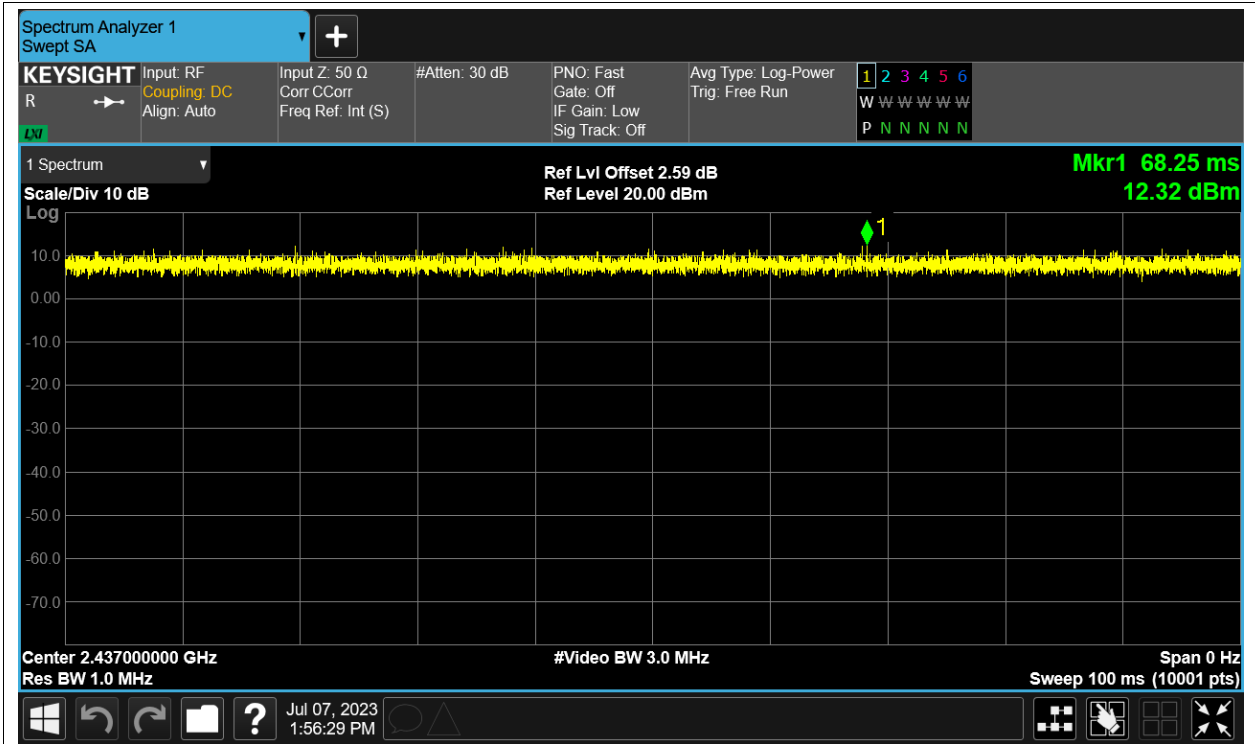 Spectrum Analyzer 1
Swept SA
KEYSIGHT
R
LXI
Input: RF
Coupling: DC
Align: Auto
Input Z: 50 Ω
Corr CCorr
Freq Ref: Int (S)
#Atten: 30 dB
PNO: Fast
Gate: Off
IF Gain: Low
Sig Track: Off
Avg Type: Log-Power
Trig: Free Run
1 2 3 4 5 6
W W W W W W
P N N N N N
1 Spectrum
Scale/Div 10 dB
Ref Lvl Offset 2.59 dB
Ref Level 20.00 dBm
Mkr1 68.25 ms
12.32 dBm
Log
1
10.0
0.00
-10.0
-20.0
-30.0
-40.0
-50.0
-60.0
-70.0
Center 2.437000000 GHz
#Video BW 3.0 MHz
Span 0 Hz
Res BW 1.0 MHz
Sweep 100 ms (10001 pts)
?
Jul 07, 2023
1:56:29 PM